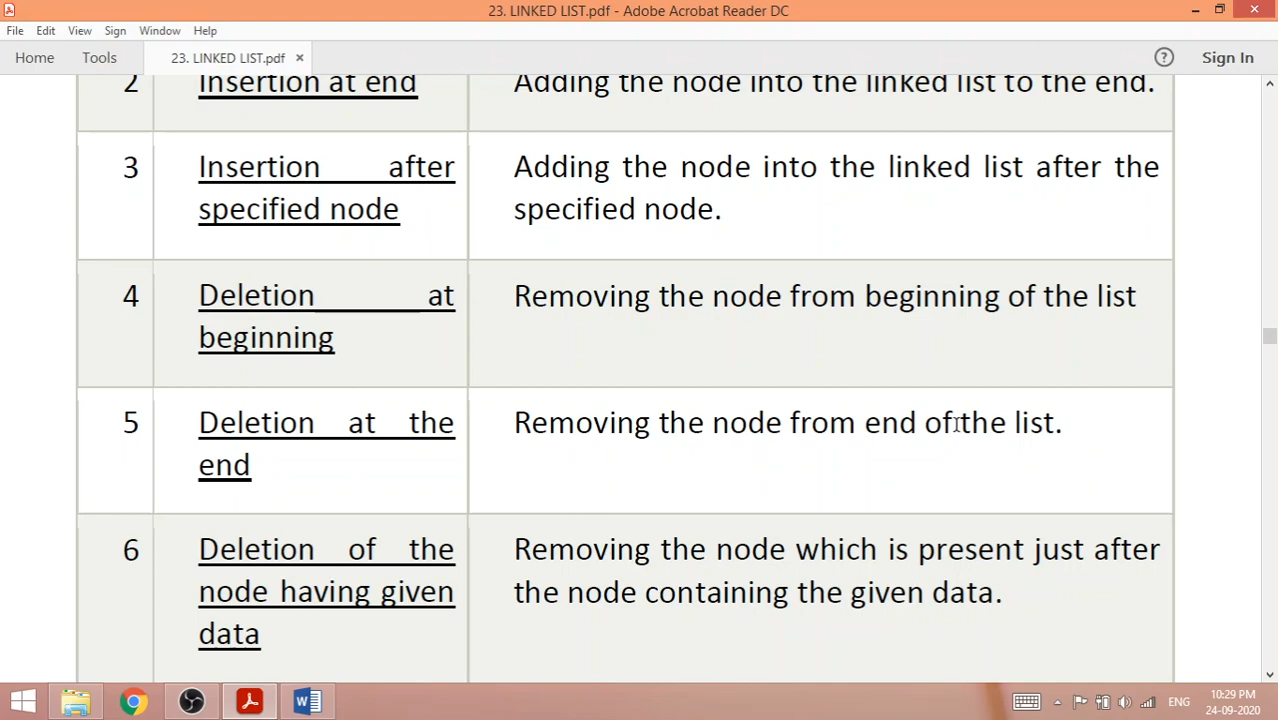 23. LINKED LIST.pdf - Adobe Acrobat Reader DC
File Edit View Sign Window Help
Home Tools 23. LINKED LIST.pdf × ? Sign In
2 Insertion at end Adding the node into the linked list to the end.
3 Insertion after Adding the node into the linked list after the
specified node specified node.
4 Deletion at Removing the node from beginning of the list
beginning
5 Deletion at the Removing the node from end of the list.
end
6 Deletion of the Removing the node which is present just after
node having given the node containing the given data.
data
ENG 10:29 PM
24-09-2020